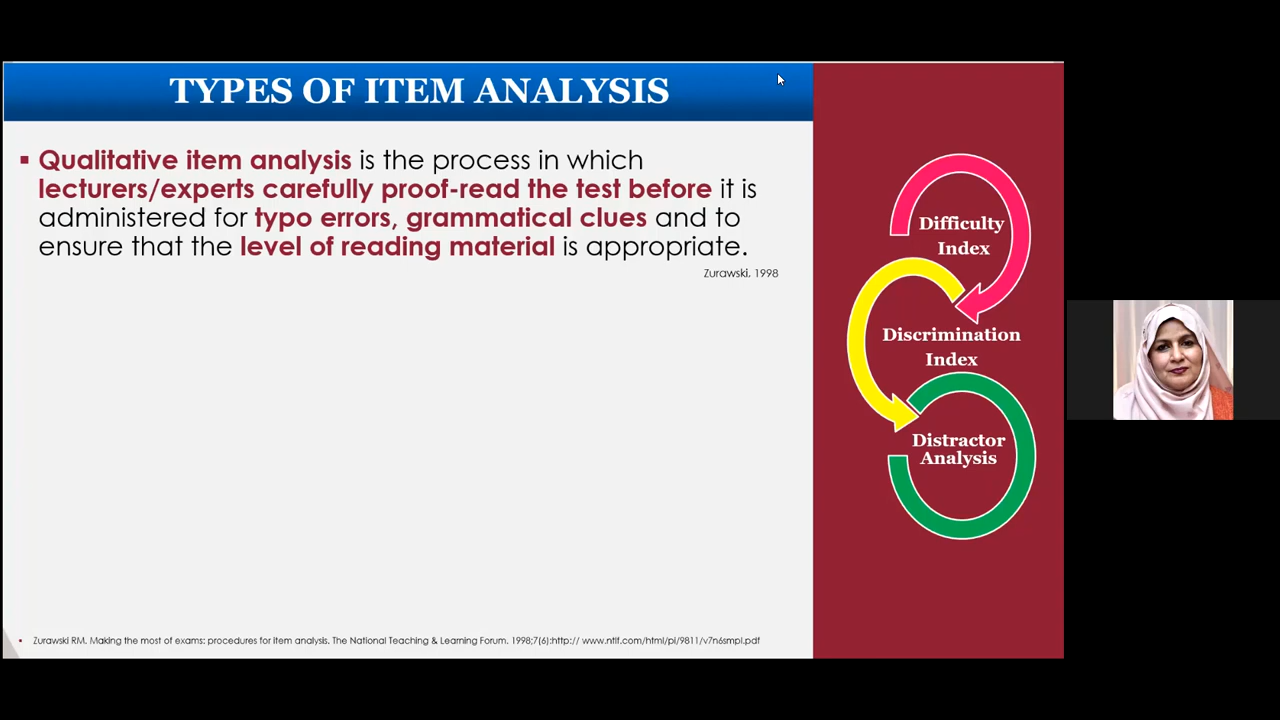 TYPES OF ITEM ANALYSIS
▪ Qualitative item analysis is the process in which
lecturers/experts carefully proof-read the test before it is
administered for typo errors, grammatical clues and to
ensure that the level of reading material is appropriate.
Zurawski, 1998
Difficulty
Index
Discrimination
Index
Distractor
Analysis
• Zurawski RM. Making the most of exams: procedures for item analysis. The National Teaching & Learning Forum. 1998;7(6):http:// www.ntlf.com/html/pi/9811/v7n6smpl.pdf